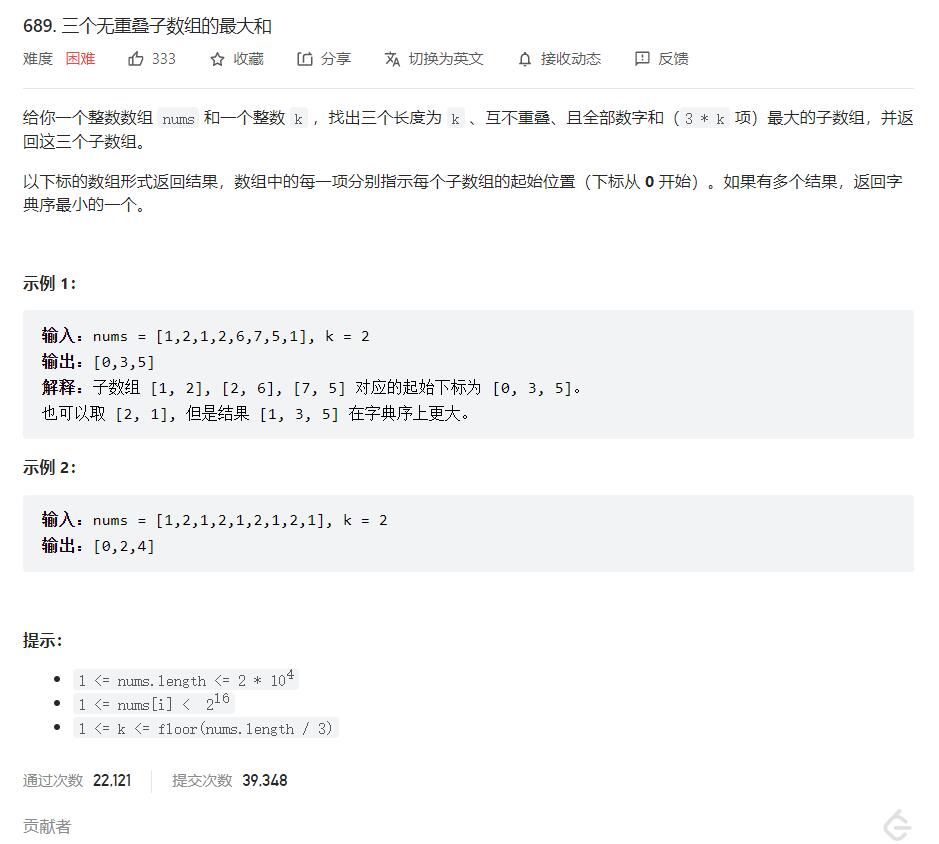 689. 三个无重叠子数组的最大和
难度 困难 333 收藏 分享 切换为英文 接收动态 反馈
给你一个整数数组 nums 和一个整数 k ，找出三个长度为 k 、互不重叠、且全部数字和（3 * k 项）最大的子数组，并返
回这三个子数组。
以下标的数组形式返回结果，数组中的每一项分别指示每个子数组的起始位置（下标从 0 开始）。如果有多个结果，返回字
典序最小的一个。
示例 1：
输入：nums = [1,2,1,2,6,7,5,1], k = 2
输出：[0,3,5]
解释：子数组 [1, 2], [2, 6], [7, 5] 对应的起始下标为 [0, 3, 5]。
也可以取 [2, 1], 但是结果 [1, 3, 5] 在字典序上更大。
示例 2：
输入：nums = [1,2,1,2,1,2,1,2,1], k = 2
输出：[0,2,4]
提示：
1 <= nums.length <= 2 * 10^4
1 <= nums[i] < 2^16
1 <= k <= floor(nums.length / 3)
通过次数 22,121 提交次数 39,348
贡献者